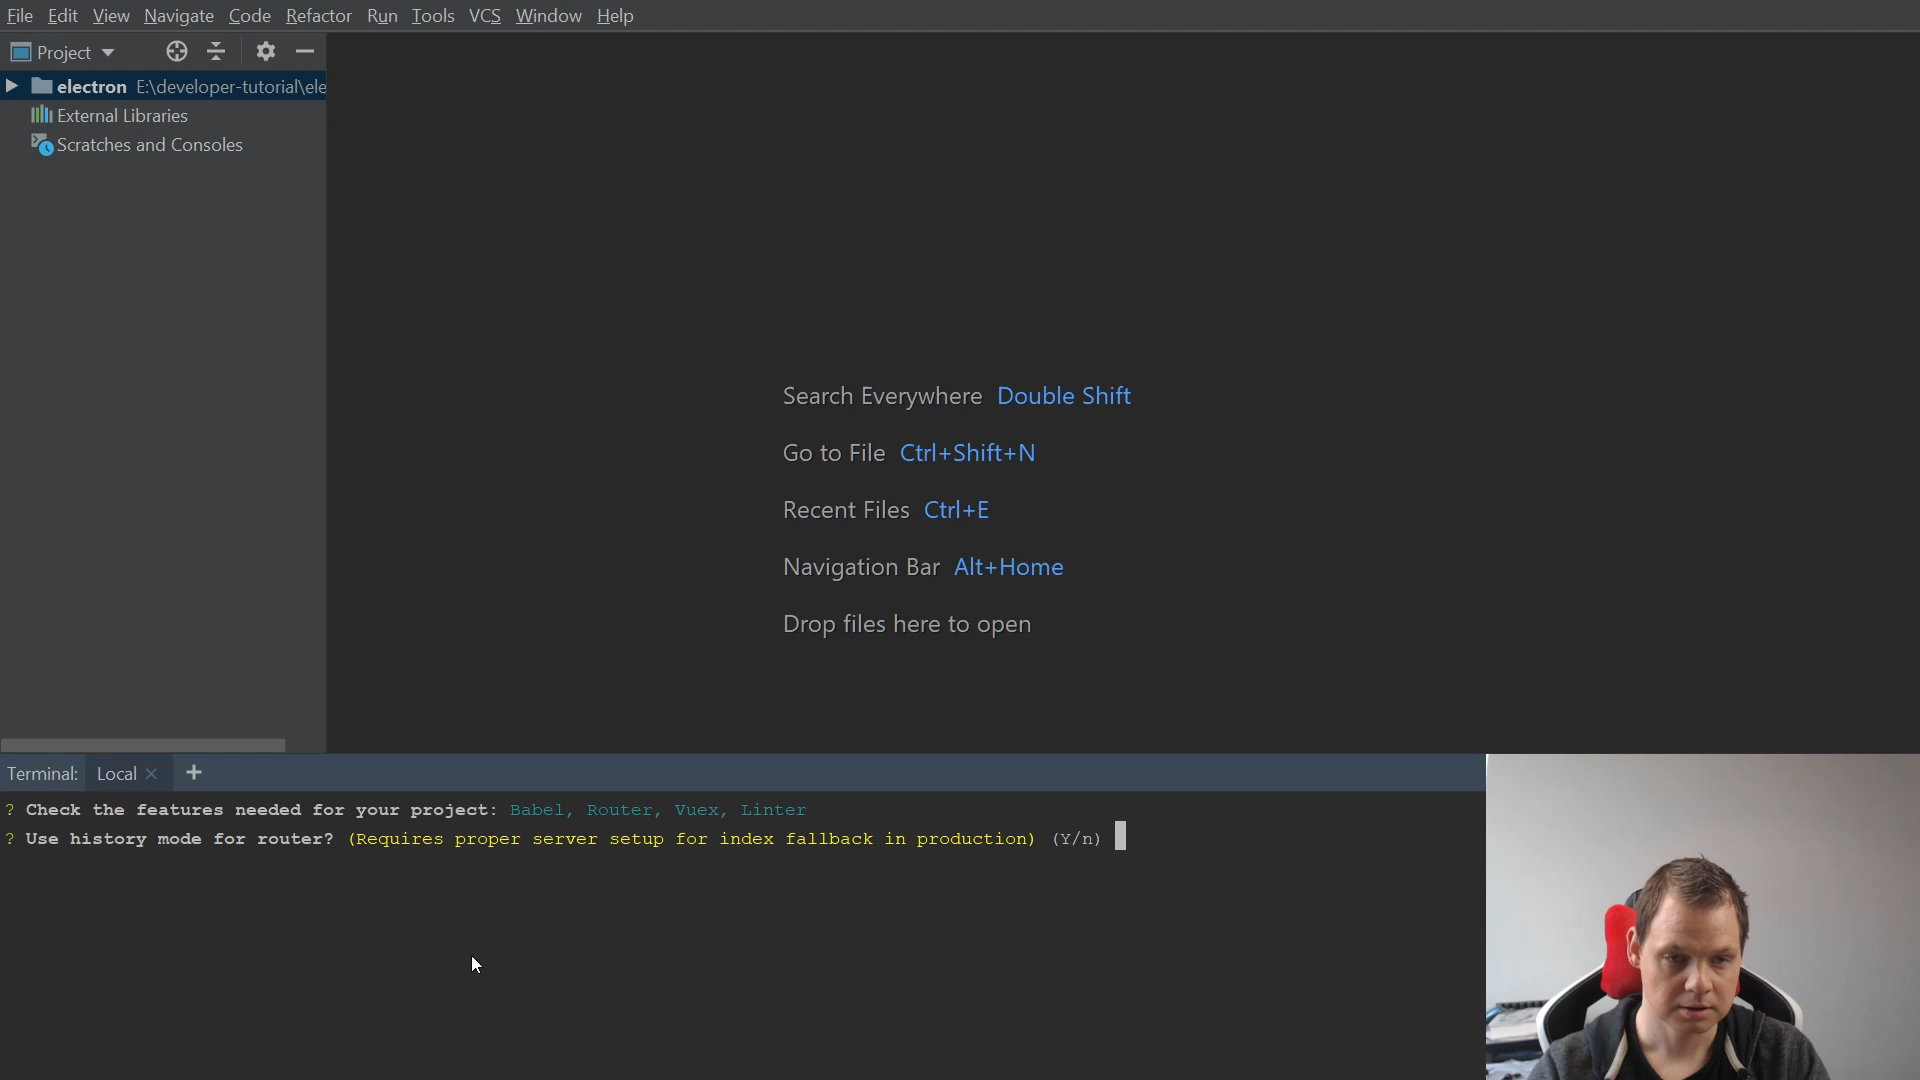 File Edit View Navigate Code Refactor Run Tools VCS Window Help
Project
electron E:\developer-tutorial\ele
External Libraries
Scratches and Consoles
Search Everywhere Double Shift
Go to File Ctrl+Shift+N
Recent Files Ctrl+E
Navigation Bar Alt+Home
Drop files here to open
Terminal: Local
? Check the features needed for your project: Babel, Router, Vuex, Linter
? Use history mode for router? (Requires proper server setup for index fallback in production) (Y/n)